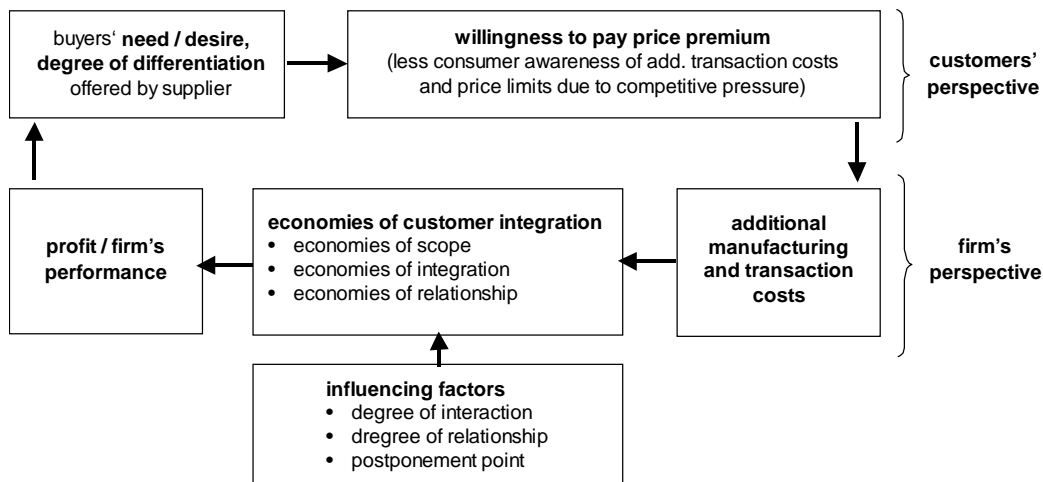 buyers‘ need / desire,
degree of differentiation
offered by supplier
willingness to pay price premium
(less consumer awareness of add. transaction costs
and price limits due to competitive pressure)
customers’
perspective
profit / firm’s
performance
economies of customer integration
• economies of scope
• economies of integration
• economies of relationship
additional
manufacturing
and transaction
costs
firm’s
perspective
influencing factors
• degree of interaction
• dregree of relationship
• postponement point